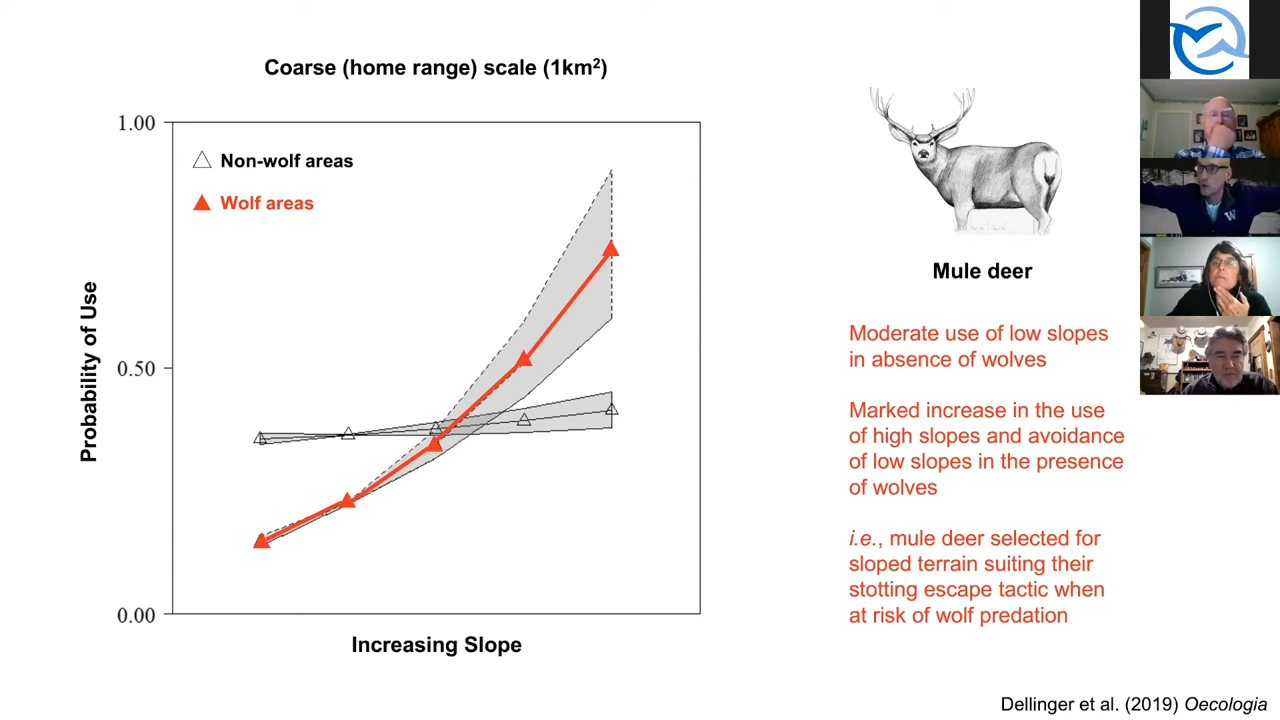 Coarse (home range) scale (1km²)
1.00
Non-wolf areas
Wolf areas
0.50
0.00
Probability of Use
Increasing Slope
Mule deer
Moderate use of low slopes
in absence of wolves
Marked increase in the use
of high slopes and avoidance
of low slopes in the presence
of wolves
i.e., mule deer selected for
sloped terrain suiting their
stotting escape tactic when
at risk of wolf predation
Dellinger et al. (2019) Oecologia
W